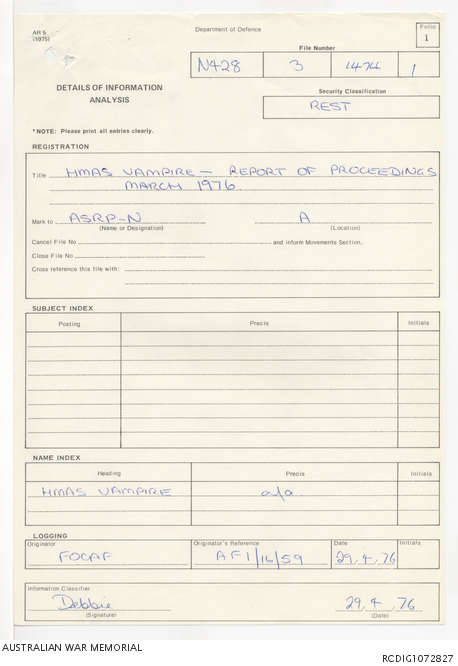 AR 5
(1975)
Department of Defence
Folio
1
File Number
N428 3 1474 1
DETAILS OF INFORMATION
ANALYSIS
Security Classification
REST
*NOTE: Please print all entries clearly.
REGISTRATION
Title HMAS VAMPIRE - REPORT OF PROCEEDINGS
MARCH 1976
Mark to ASRP-N A
(Name or Designation) (Location)
Cancel File No and inform Movements Section.
Close File No
Cross reference this file with:
SUBJECT INDEX
Posting Precis Initials
NAME INDEX
Heading Precis Initials
HMAS VAMPIRE a/a
LOGGING
Originator Originator's Reference Date Initials
FOCAF AF1/16/59 29.4.76
Information Classifier
Debbie 29.4.76
(Signature) (Date)
AUSTRALIAN WAR MEMORIAL RCDIG1072827